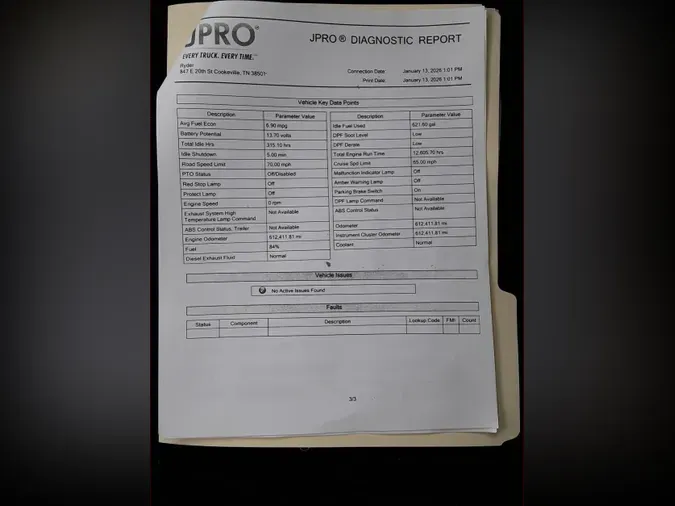 JPRO®
JPRO® DIAGNOSTIC REPORT
EVERY TRUCK. EVERY TIME.™
Ryder
847 E 20th St Cookeville, TN 38501
Connection Date: January 13, 2026 1:01 PM
Print Date: January 13, 2026 1:01 PM
Vehicle Key Data Points
Description Parameter Value
Avg Fuel Econ 6.90 mpg
Battery Potential 13.70 volts
Total Idle Hrs 315.10 hrs
Idle Shutdown 5.00 min
Road Speed Limit 70.00 mph
PTO Status Off/Disabled
Red Stop Lamp Off
Protect Lamp Off
Engine Speed 0 rpm
Exhaust System High Temperature Lamp Command Not Available
ABS Control Status, Trailer Not Available
Engine Odometer 612,411.81 mi
Fuel 84%
Diesel Exhaust Fluid Normal
Description Parameter Value
Idle Fuel Used 621.60 gal
DPF Soot Level Low
DPF Derate Low
Total Engine Run Time 12,605.70 hrs
Cruise Spd Limit 65.00 mph
Malfunction Indicator Lamp Off
Amber Warning Lamp Off
Parking Brake Switch On
DPF Lamp Command Not Available
ABS Control Status Not Available
Odometer 612,411.81 mi
Instrument Cluster Odometer 612,411.81 mi
Coolant Normal
Vehicle Issues
No Active Issues Found
Faults
Status Component Description Lookup Code FMI Count
3/3